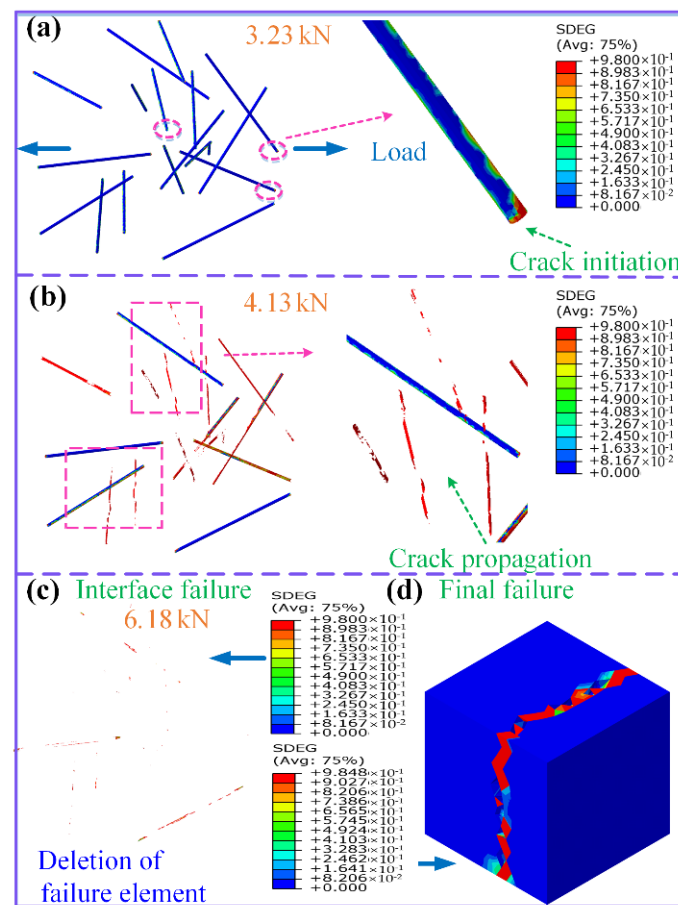 (a)
3.23 kN
Load
Crack initiation
SDEG
(Avg: 75%)
+9.800×10⁻¹
+8.983×10⁻¹
+8.167×10⁻¹
+7.350×10⁻¹
+6.533×10⁻¹
+5.717×10⁻¹
+4.900×10⁻¹
+4.083×10⁻¹
+3.267×10⁻¹
+2.450×10⁻¹
+1.633×10⁻¹
+8.167×10⁻²
+0.000
(b)
4.13 kN
Crack propagation
SDEG
(Avg: 75%)
+9.800×10⁻¹
+8.983×10⁻¹
+8.167×10⁻¹
+7.350×10⁻¹
+6.533×10⁻¹
+5.717×10⁻¹
+4.900×10⁻¹
+4.083×10⁻¹
+3.267×10⁻¹
+2.450×10⁻¹
+1.633×10⁻¹
+8.167×10⁻²
+0.000
(c)
Interface failure
6.18 kN
SDEG
(Avg: 75%)
+9.800×10⁻¹
+8.983×10⁻¹
+8.167×10⁻¹
+7.350×10⁻¹
+6.533×10⁻¹
+5.717×10⁻¹
+4.900×10⁻¹
+4.083×10⁻¹
+3.267×10⁻¹
+2.450×10⁻¹
+1.633×10⁻¹
+8.167×10⁻²
+0.000
Deletion of
failure element
(d)
Final failure
SDEG
(Avg: 75%)
+9.848×10⁻¹
+9.027×10⁻¹
+8.206×10⁻¹
+7.386×10⁻¹
+6.565×10⁻¹
+5.745×10⁻¹
+4.924×10⁻¹
+4.103×10⁻¹
+3.283×10⁻¹
+2.462×10⁻¹
+1.641×10⁻¹
+8.206×10⁻²
+0.000